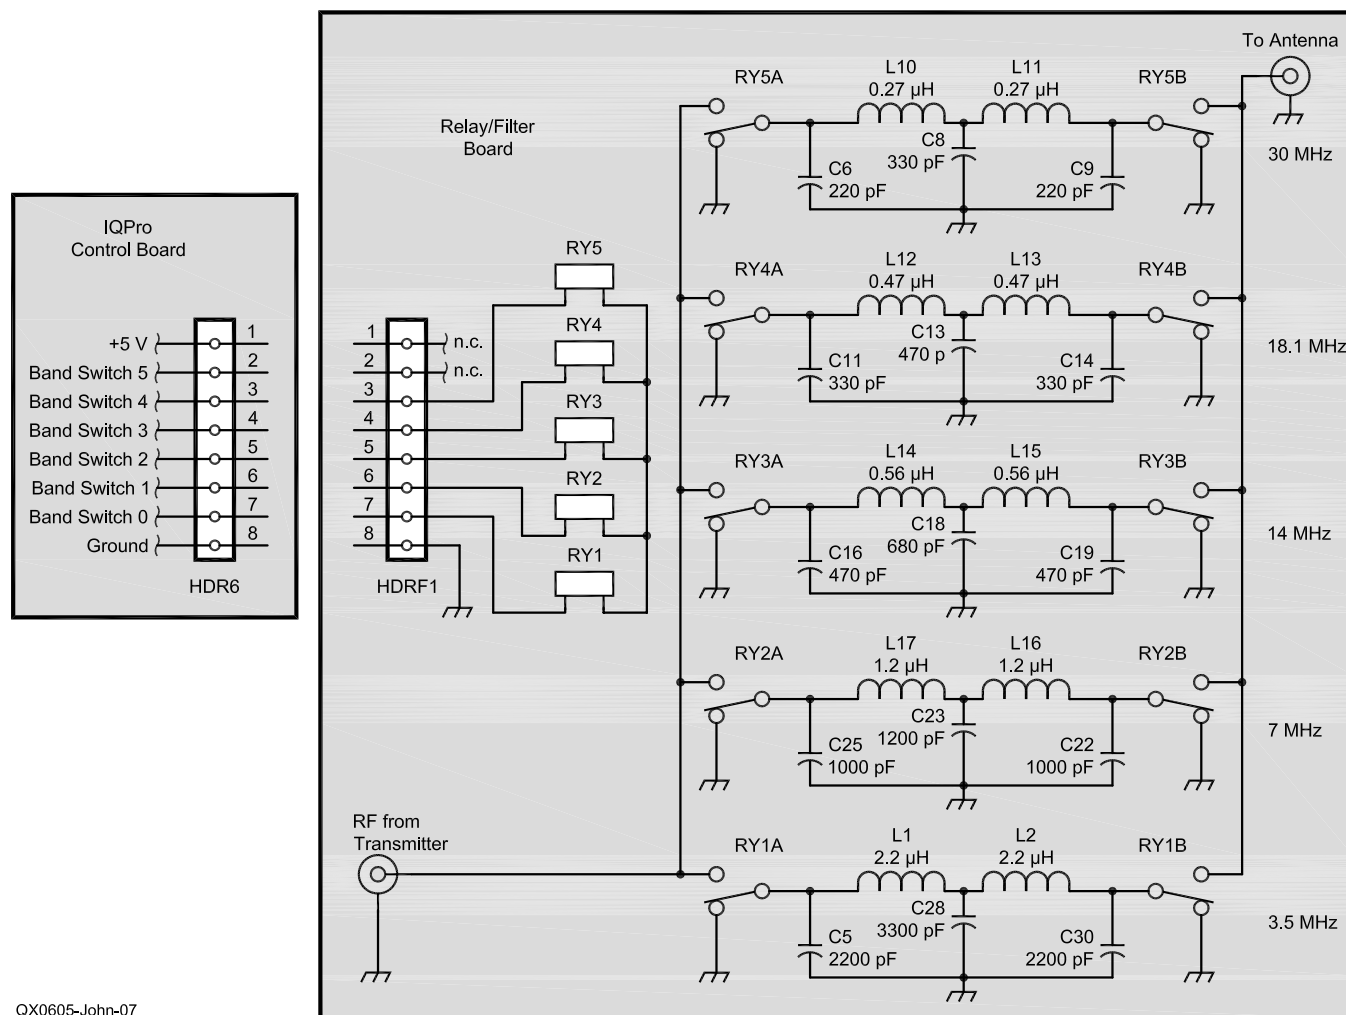 To Antenna
RY5A
L10
0.27 µH
L11
0.27 µH
RY5B
C8
330 pF
C6
220 pF
C9
220 pF
30 MHz
Relay/Filter
Board
IQPro
Control Board
+5 V
Band Switch 5
Band Switch 4
Band Switch 3
Band Switch 2
Band Switch 1
Band Switch 0
Ground
1
2
3
4
5
6
7
8
HDR6
1
2
3
4
5
6
7
8
n.c.
n.c.
HDRF1
RY5
RY4
RY3
RY2
RY1
RY4A
L12
0.47 µH
L13
0.47 µH
RY4B
C13
470 p
C11
330 pF
C14
330 pF
18.1 MHz
RY3A
L14
0.56 µH
L15
0.56 µH
RY3B
C18
680 pF
C16
470 pF
C19
470 pF
14 MHz
RY2A
L17
1.2 µH
L16
1.2 µH
RY2B
C23
1200 pF
C25
1000 pF
C22
1000 pF
7 MHz
RF from
Transmitter
RY1A
L1
2.2 µH
L2
2.2 µH
RY1B
C28
3300 pF
C5
2200 pF
C30
2200 pF
3.5 MHz
QX0605-John-07